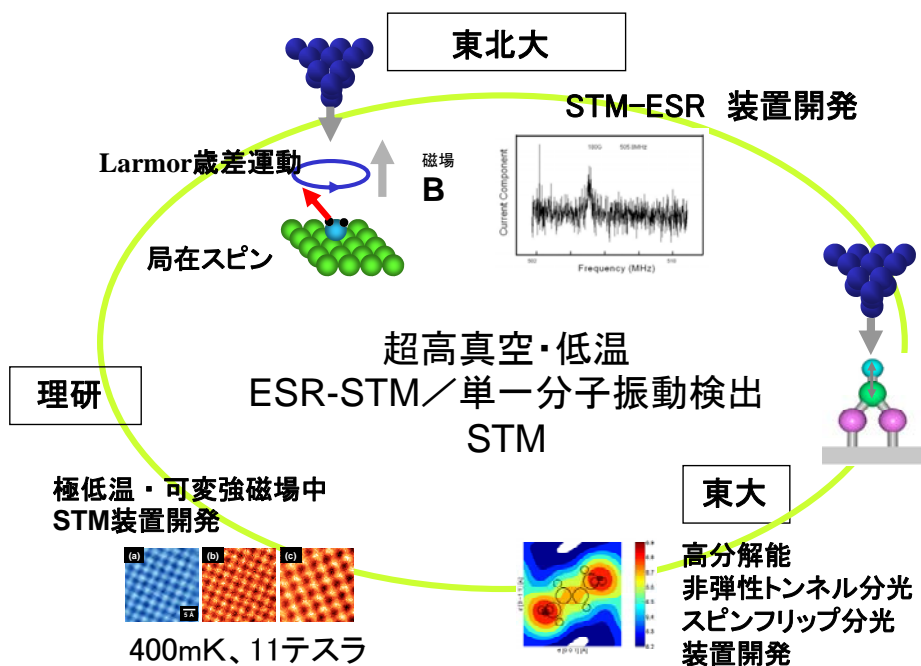 東北大
STM-ESR 装置開発
Larmor歳差運動
磁場
B
局在スピン
Current Component
180G
Frequency (MHz)
超高真空・低温
ESR-STM／単一分子振動検出
STM
理研
極低温・可変強磁場中
STM装置開発
(a)
(b)
(c)
5 Å
400mK、11テスラ
東大
高分解能
非弾性トンネル分光
スピンフリップ分光
装置開発